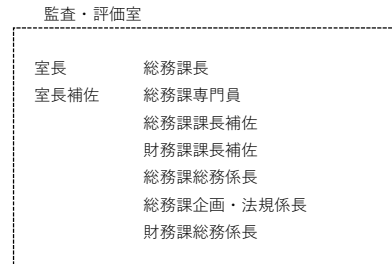 監査・評価室
室長 総務課長
室長補佐 総務課専門員
総務課課長補佐
財務課課長補佐
総務課総務係長
総務課企画・法規係長
財務課総務係長